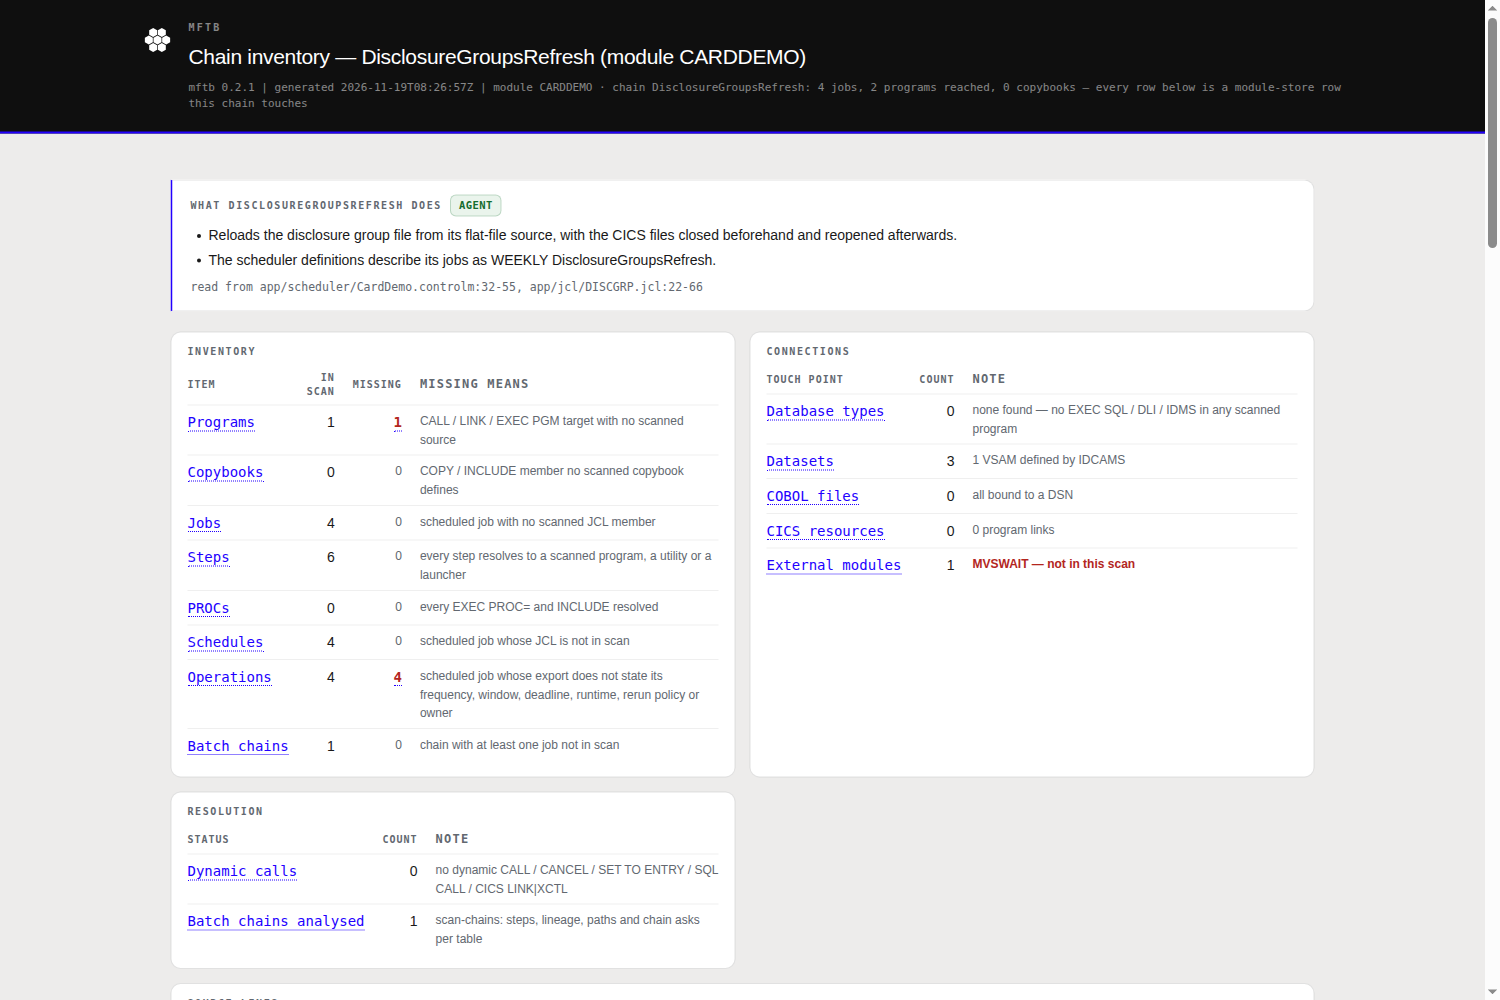 MFTB
Chain inventory — DisclosureGroupsRefresh (module CARDDEMO)
mftb 0.2.1 | generated 2026-11-19T08:26:57Z | module CARDDEMO · chain DisclosureGroupsRefresh: 4 jobs, 2 programs reached, 0 copybooks — every row below is a module-store row
this chain touches
WHAT DISCLOSUREGROUPSREFRESH DOES AGENT
• Reloads the disclosure group file from its flat-file source, with the CICS files closed beforehand and reopened afterwards.
• The scheduler definitions describe its jobs as WEEKLY DisclosureGroupsRefresh.
read from app/scheduler/CardDemo.controlm:32-55, app/jcl/DISCGRP.jcl:22-66
INVENTORY
ITEM IN SCAN MISSING MISSING MEANS
Programs 1 1 CALL / LINK / EXEC PGM target with no scanned
source
Copybooks 0 0 COPY / INCLUDE member no scanned copybook
defines
Jobs 4 0 scheduled job with no scanned JCL member
Steps 6 0 every step resolves to a scanned program, a utility or a
launcher
PROCs 0 0 every EXEC PROC= and INCLUDE resolved
Schedules 4 0 scheduled job whose JCL is not in scan
Operations 4 4 scheduled job whose export does not state its
frequency, window, deadline, runtime, rerun policy or
owner
Batch chains 1 0 chain with at least one job not in scan
CONNECTIONS
TOUCH POINT COUNT NOTE
Database types 0 none found — no EXEC SQL / DLI / IDMS in any scanned
program
Datasets 3 1 VSAM defined by IDCAMS
COBOL files 0 all bound to a DSN
CICS resources 0 0 program links
External modules 1 MVSWAIT — not in this scan
RESOLUTION
STATUS COUNT NOTE
Dynamic calls 0 no dynamic CALL / CANCEL / SET TO ENTRY / SQL
CALL / CICS LINK|XCTL
Batch chains analysed 1 scan-chains: steps, lineage, paths and chain asks
per table